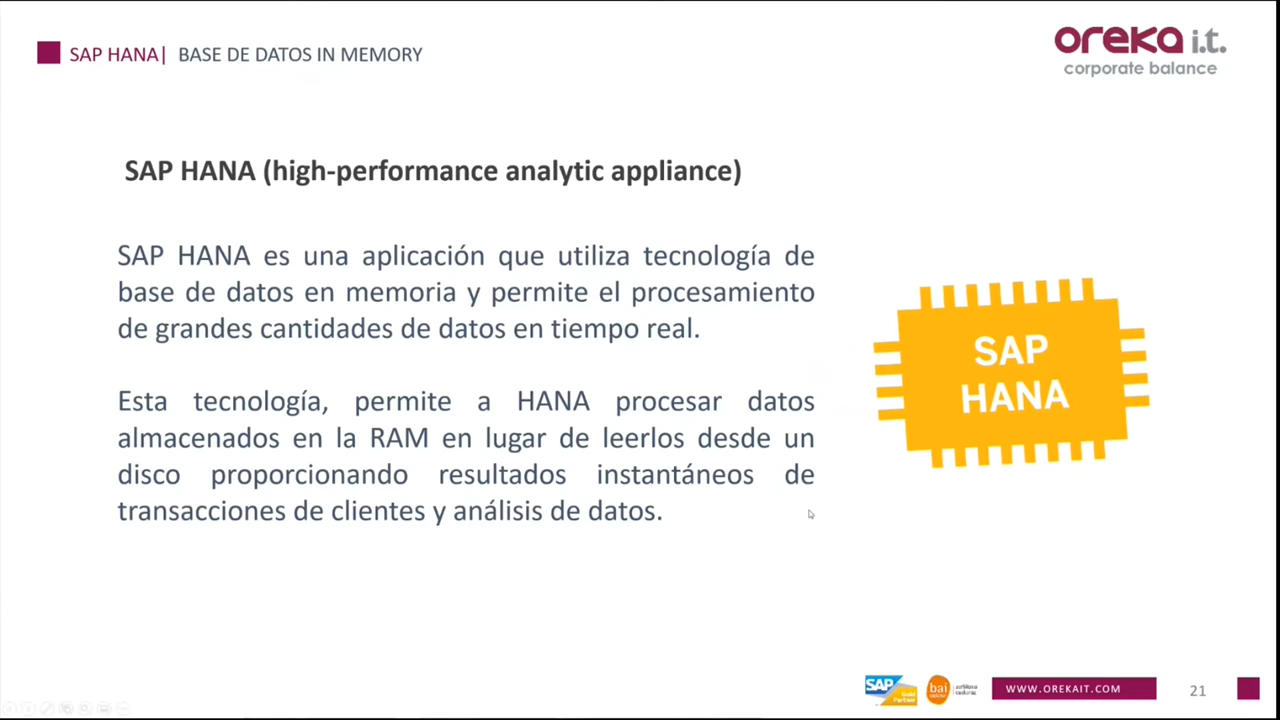 SAP HANA| BASE DE DATOS IN MEMORY
oreka i.t.
corporate balance
SAP HANA (high-performance analytic appliance)
SAP HANA es una aplicación que utiliza tecnología de
base de datos en memoria y permite el procesamiento
de grandes cantidades de datos en tiempo real.
Esta tecnología, permite a HANA procesar datos
almacenados en la RAM en lugar de leerlos desde un
disco proporcionando resultados instantáneos de
transacciones de clientes y análisis de datos.
SAP
HANA
SAP
Gold
Partner
bai
WWW.OREKAIT.COM
21